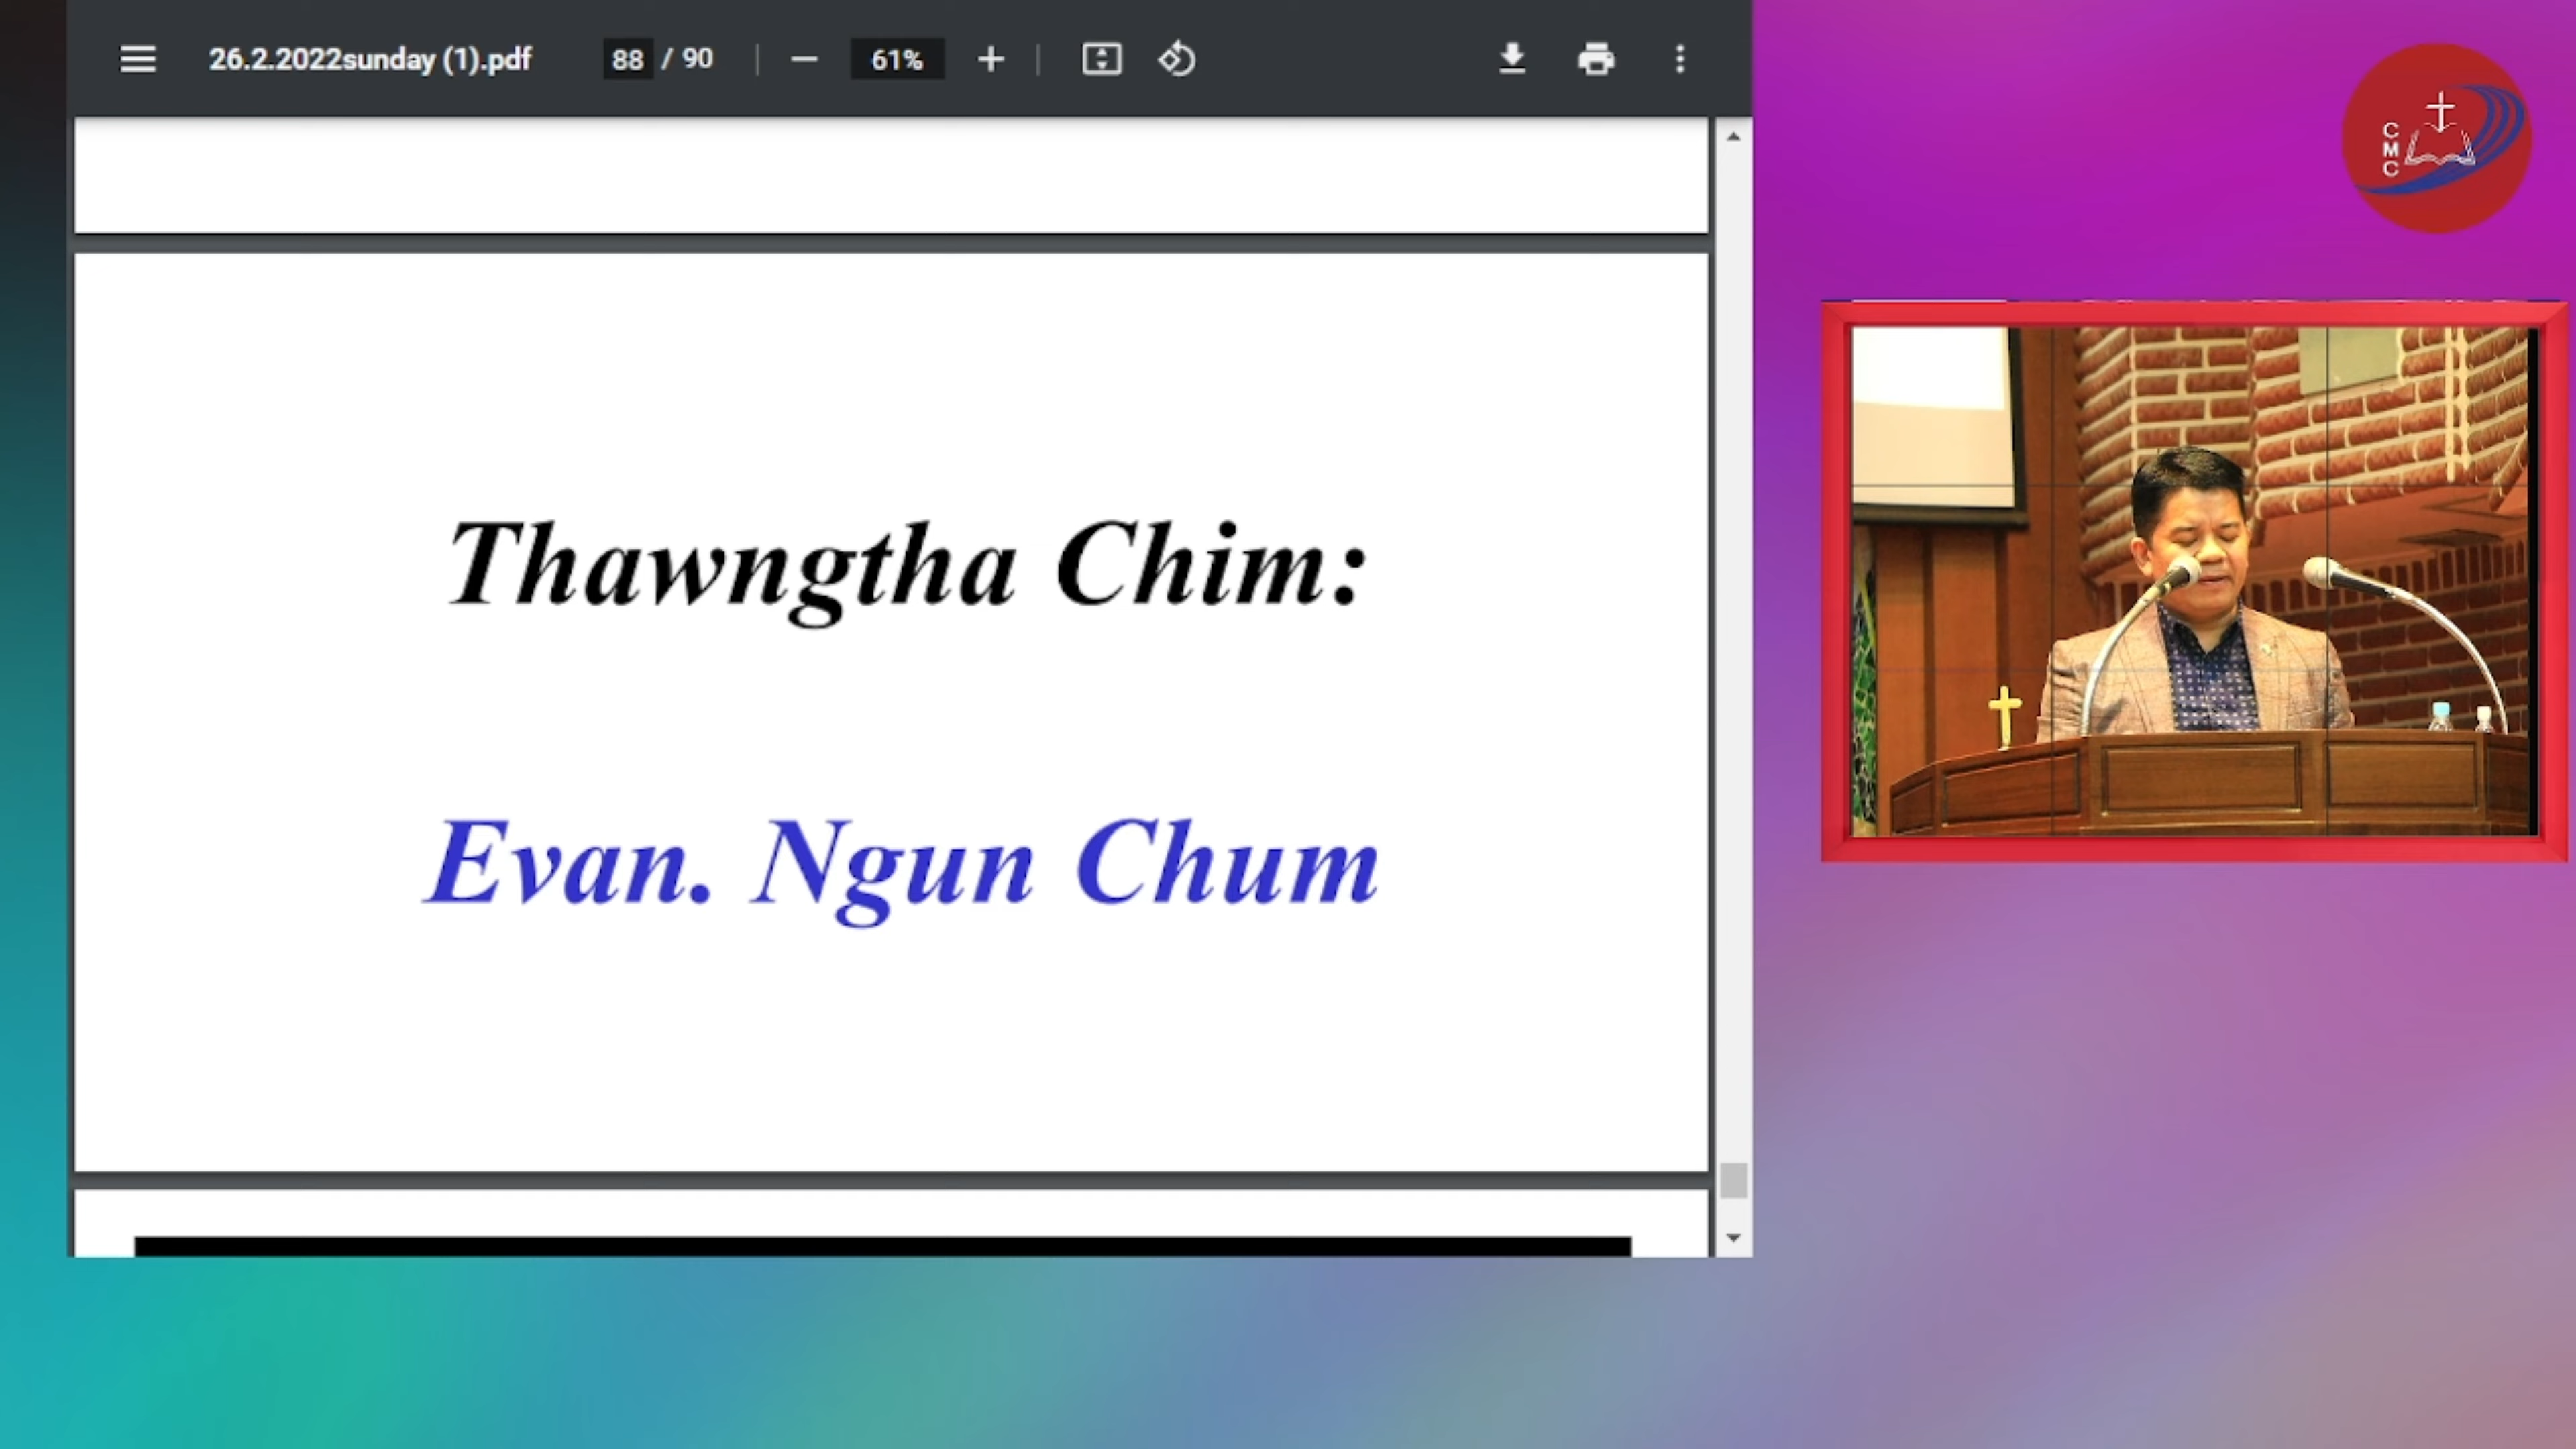 26.2.2022sunday (1).pdf
88 / 90
61%
Thawngtha Chim:
Evan. Ngun Chum
CMC